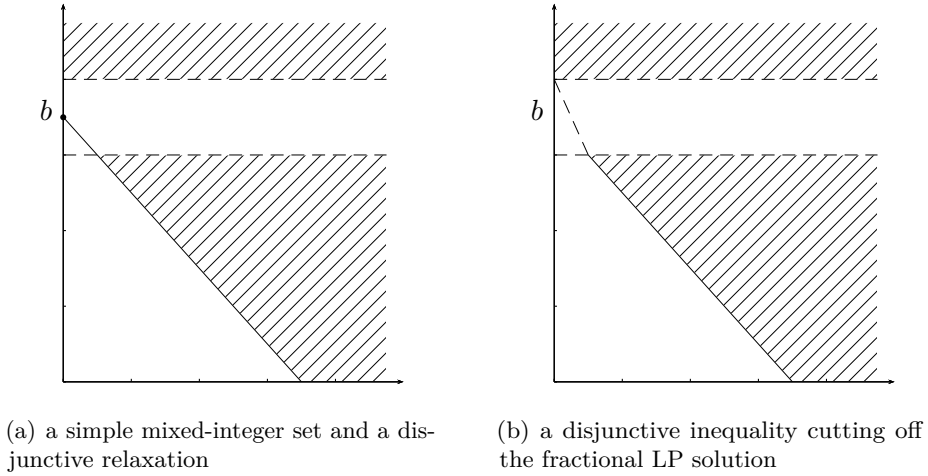 b
b
(a) a simple mixed-integer set and a dis-
junctive relaxation
(b) a disjunctive inequality cutting off
the fractional LP solution